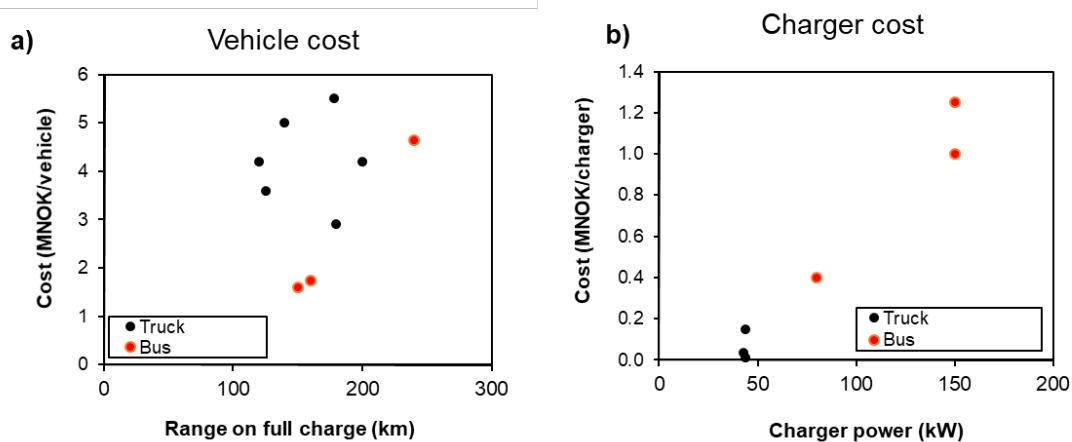 a)
Vehicle cost
Cost (MNOK/vehicle)
6
5
4
3
2
1
0
Truck
Bus
0
100
200
300
Range on full charge (km)
b)
Charger cost
Cost (MNOK/charger)
1.4
1.2
1.0
0.8
0.6
0.4
0.2
0.0
Truck
Bus
0
50
100
150
200
Charger power (kW)